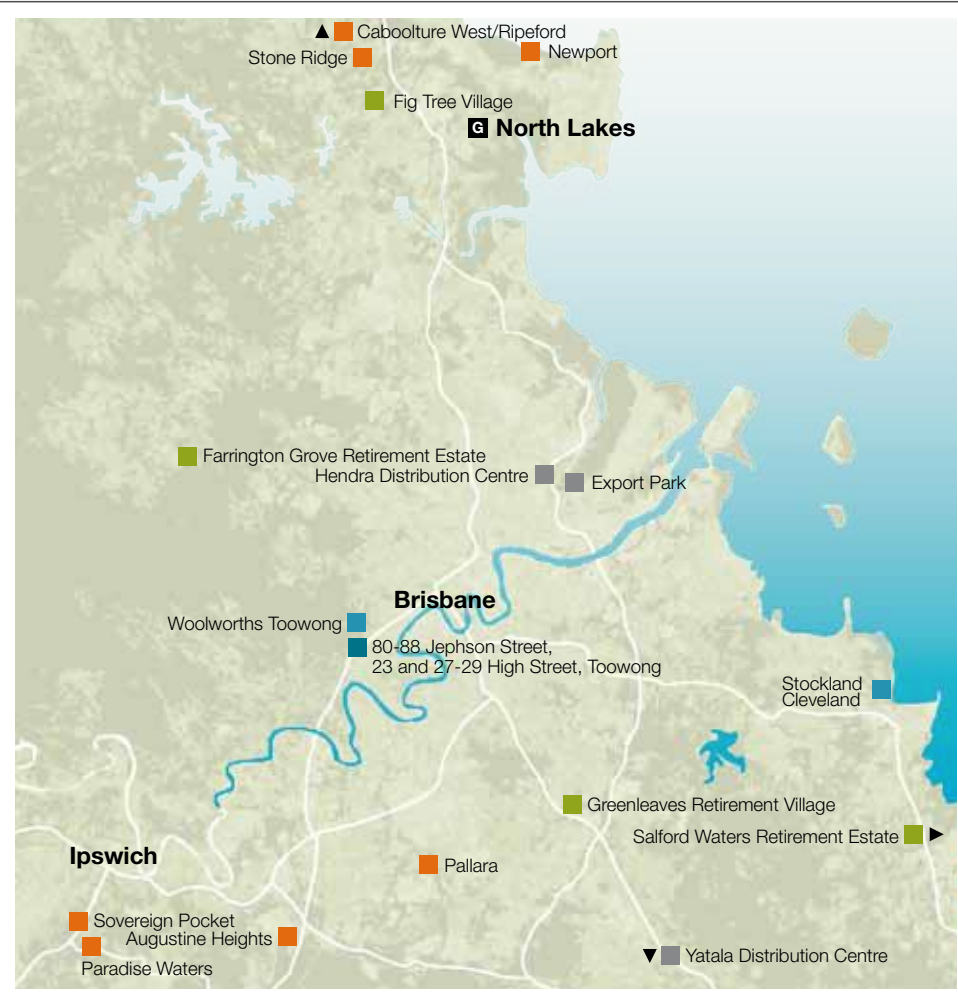 ▲ Caboolture West/Ripeford
Stone Ridge
Newport
Fig Tree Village
G North Lakes
Farrington Grove Retirement Estate
Hendra Distribution Centre
Export Park
Brisbane
Woolworths Toowong
80-88 Jephson Street,
23 and 27-29 High Street, Toowong
Stockland
Cleveland
Greenleaves Retirement Village
Salford Waters Retirement Estate ►
Ipswich
Pallara
Sovereign Pocket
Augustine Heights
Paradise Waters
▼ Yatala Distribution Centre